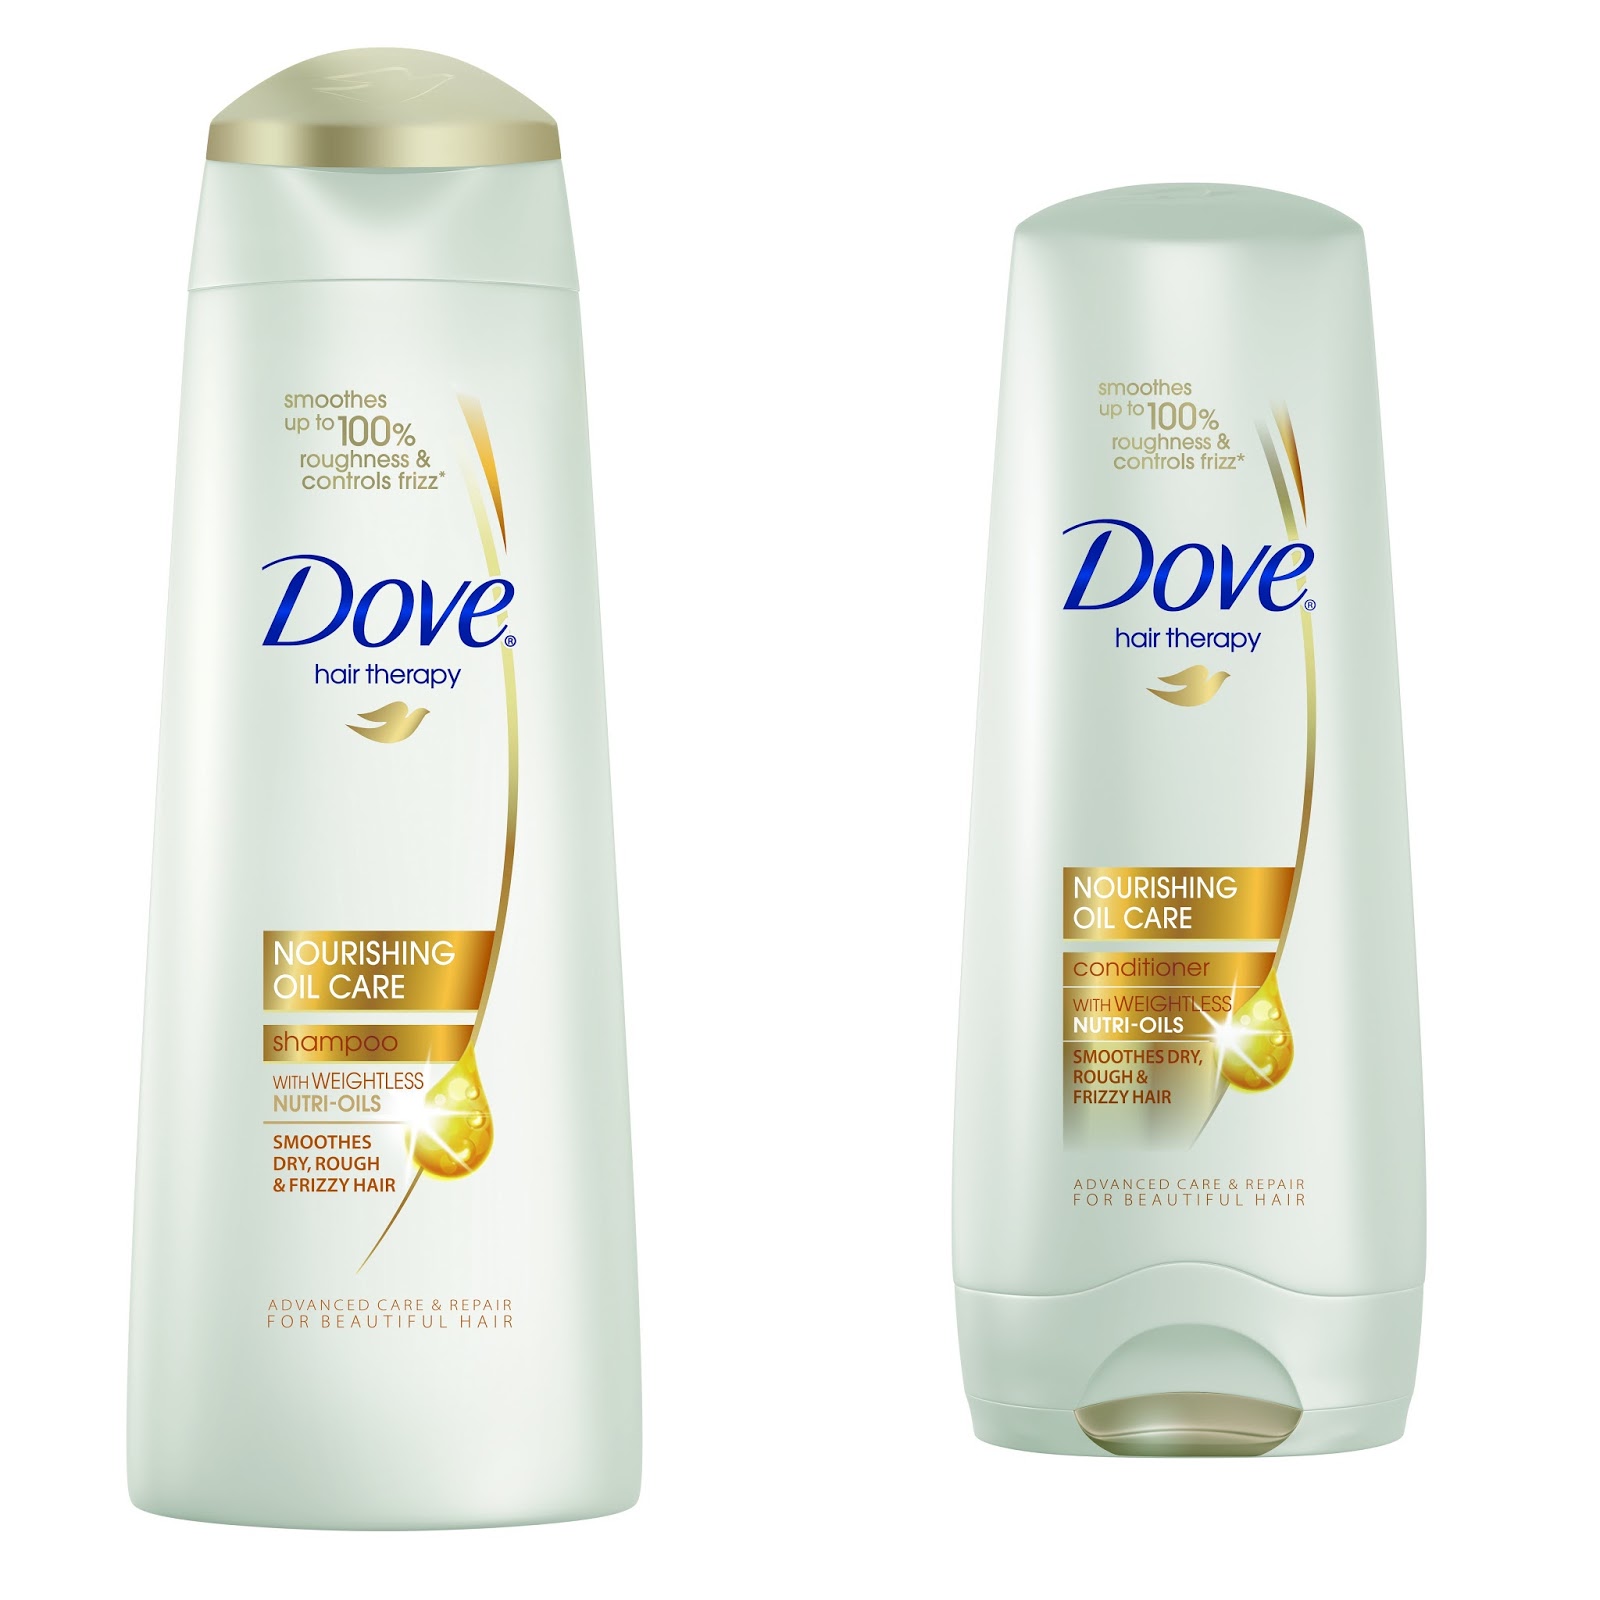 smoothes
up to 100%
roughness &
controls frizz*
Dove®
hair therapy
NOURISHING
OIL CARE
shampoo
WITH WEIGHTLESS
NUTRI-OILS
SMOOTHES
DRY, ROUGH
& FRIZZY HAIR
ADVANCED CARE & REPAIR
FOR BEAUTIFUL HAIR
smoothes
up to 100%
roughness &
controls frizz*
Dove®
hair therapy
NOURISHING
OIL CARE
conditioner
WITH WEIGHTLESS
NUTRI-OILS
SMOOTHES DRY,
ROUGH &
FRIZZY HAIR
ADVANCED CARE & REPAIR
FOR BEAUTIFUL HAIR